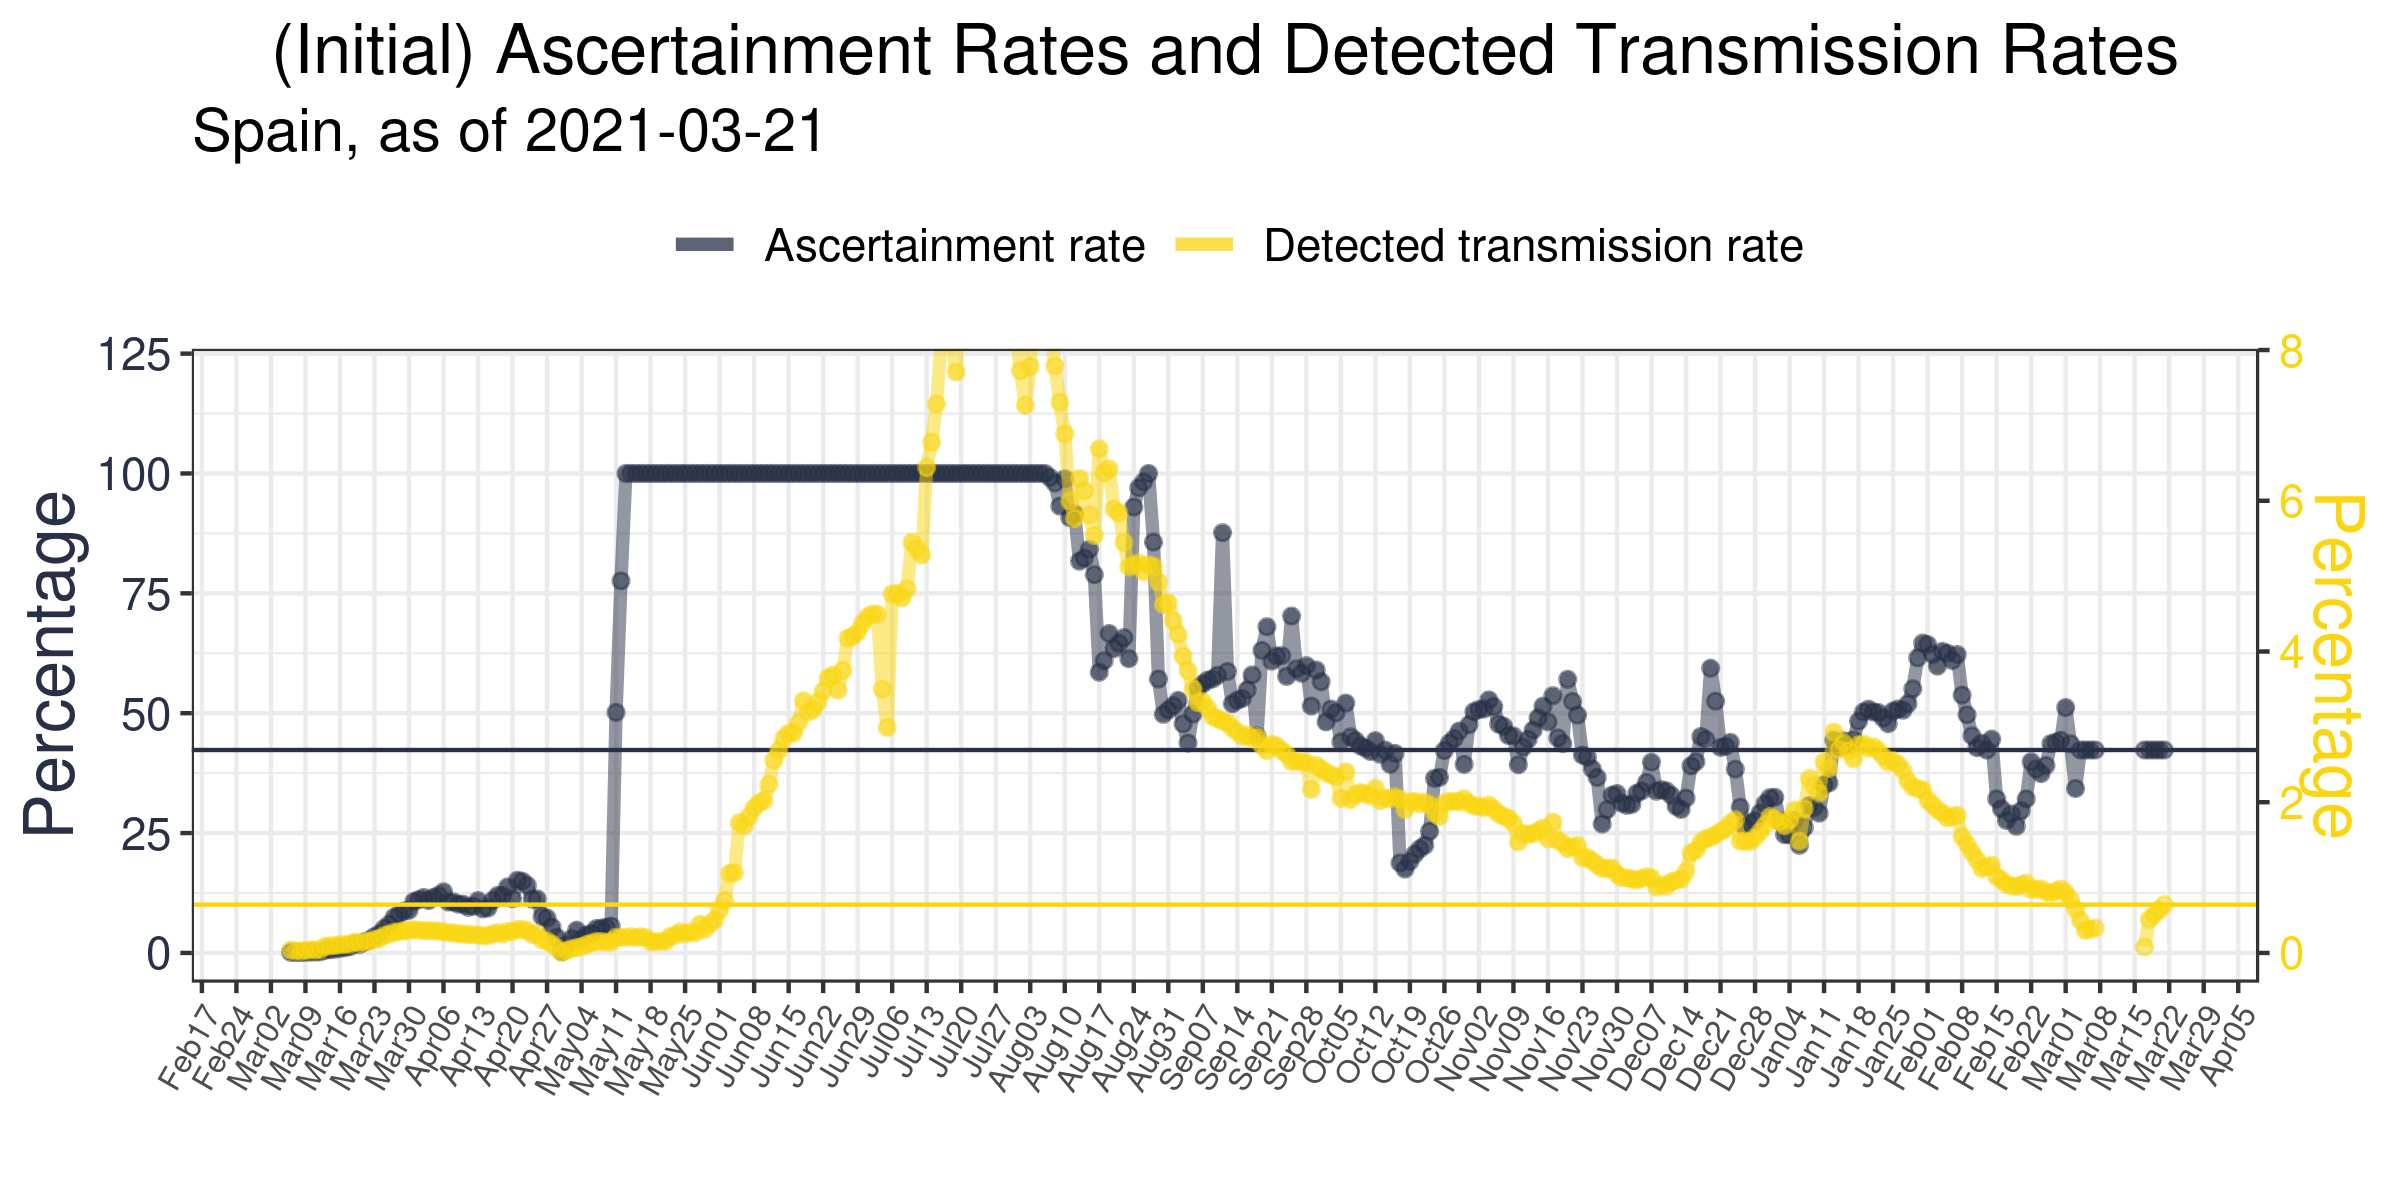 (Initial) Ascertainment Rates and Detected Transmission Rates
Spain, as of 2021-03-21
Ascertainment rate Detected transmission rate
Percentage
125
100
75
50
25
0
8
6
4
2
0
Percentage
Feb17 Feb24 Mar02 Mar09 Mar16 Mar23 Mar30 Apr06 Apr13 Apr20 Apr27 May04 May11 May18 May25 Jun01 Jun08 Jun15 Jun22 Jun29 Jul06 Jul13 Jul20 Jul27 Aug03 Aug10 Aug17 Aug24 Aug31 Sep07 Sep14 Sep21 Sep28 Oct05 Oct12 Oct19 Oct26 Nov02 Nov09 Nov16 Nov23 Nov30 Dec07 Dec14 Dec21 Dec28 Jan04 Jan11 Jan18 Jan25 Feb01 Feb08 Feb15 Feb22 Mar01 Mar08 Mar15 Mar22 Mar29 Apr05